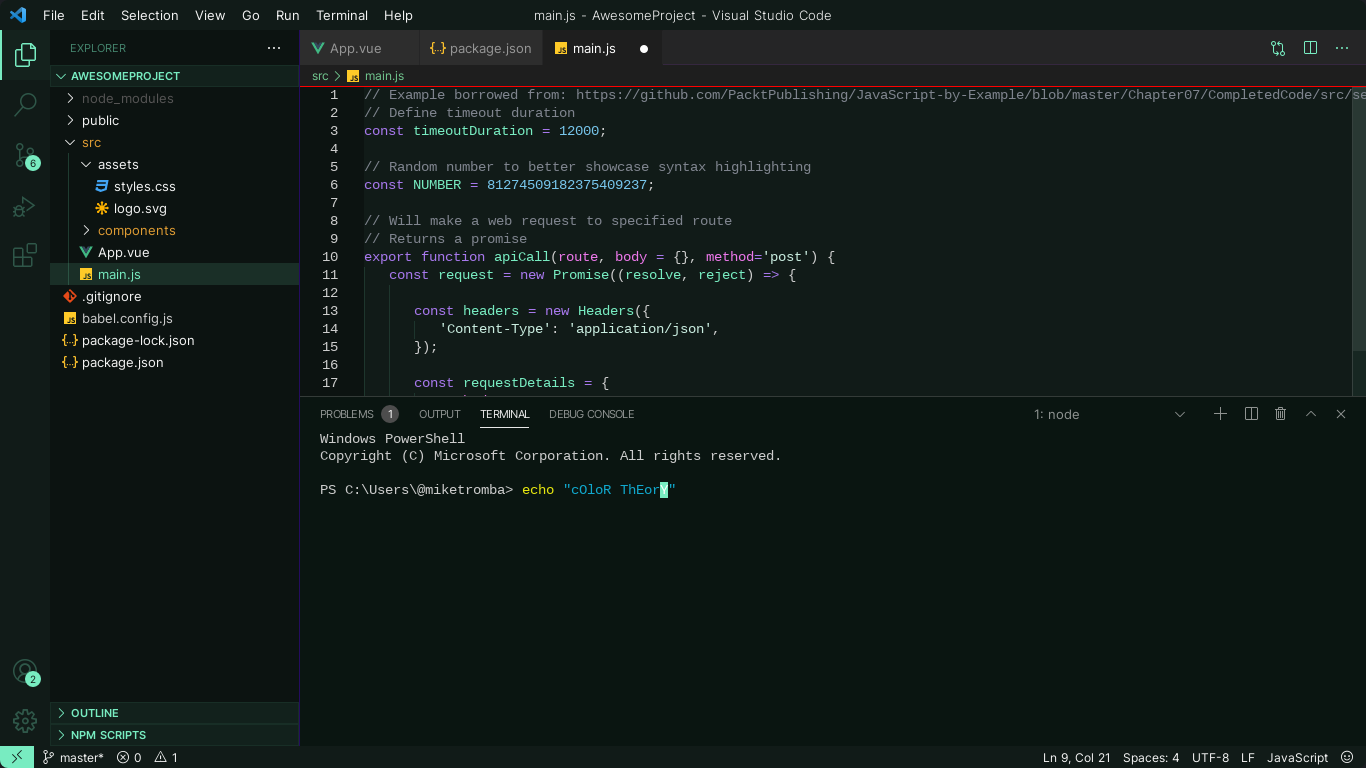 File Edit Selection View Go Run Terminal Help
main.js - AwesomeProject - Visual Studio Code
EXPLORER
AWESOMEPROJECT
node_modules
public
src
assets
styles.css
logo.svg
components
App.vue
main.js
.gitignore
babel.config.js
package-lock.json
package.json
OUTLINE
NPM SCRIPTS
6
2
App.vue
{..} package.json
JS main.js
src > JS main.js
1 // Example borrowed from: https://github.com/PacktPublishing/JavaScript-by-Example/blob/master/Chapter07/CompletedCode/src/se
2 // Define timeout duration
3 const timeoutDuration = 12000;
4
5 // Random number to better showcase syntax highlighting
6 const NUMBER = 81274509182375409237;
7
8 // Will make a web request to specified route
9 // Returns a promise
10 export function apiCall(route, body = {}, method='post') {
11 const request = new Promise((resolve, reject) => {
12
13 const headers = new Headers({
14 'Content-Type': 'application/json',
15 });
16
17 const requestDetails = {
PROBLEMS 1 OUTPUT TERMINAL DEBUG CONSOLE
1: node
Windows PowerShell
Copyright (C) Microsoft Corporation. All rights reserved.
PS C:\Users\@miketromba> echo "cOloR ThEorY"
master* 0 1
Ln 9, Col 21 Spaces: 4 UTF-8 LF JavaScript